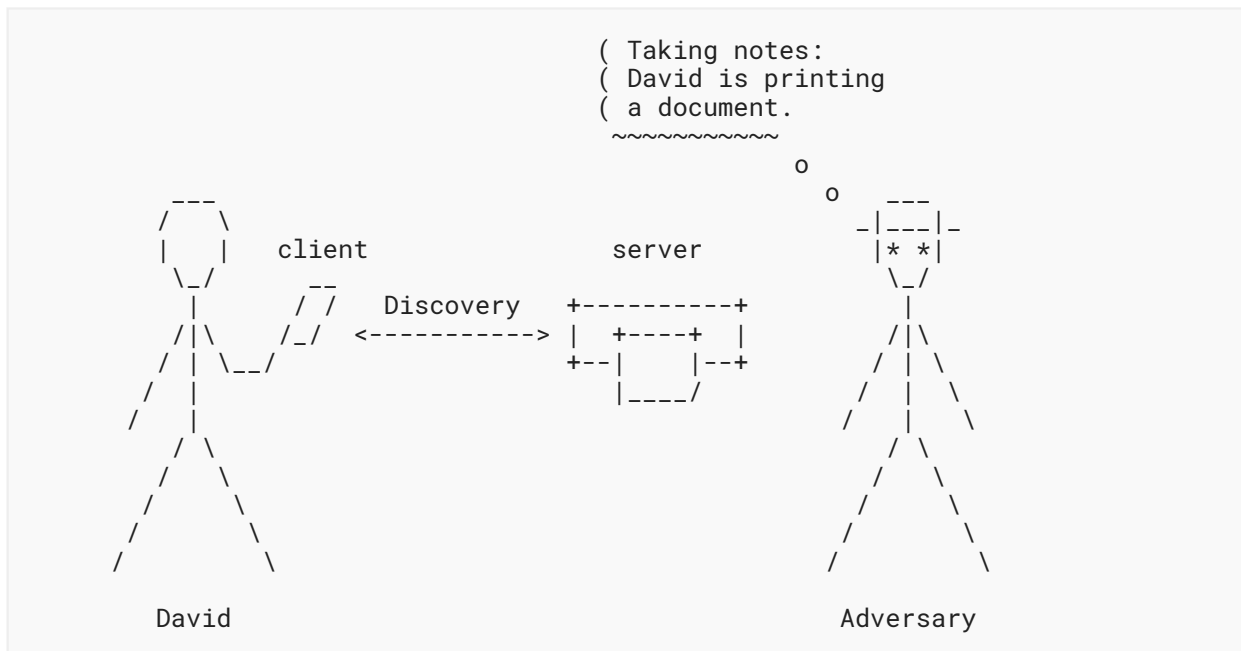 ( Taking notes:
( David is printing
( a document.
client
server
Discovery
David
Adversary